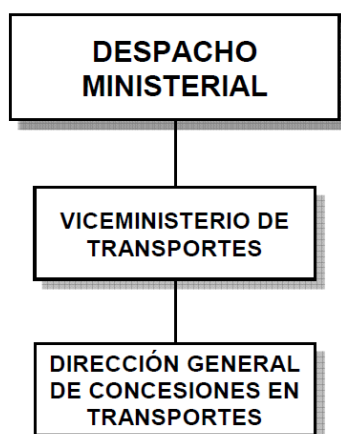 DESPACHO
MINISTERIAL
VICEMINISTERIO DE
TRANSPORTES
DIRECCIÓN GENERAL
DE CONCESIONES EN
TRANSPORTES